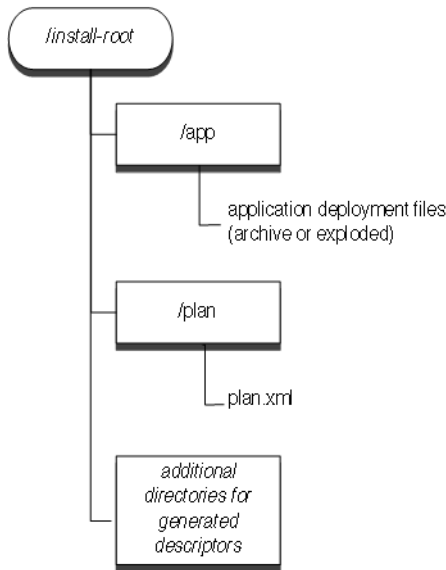 /install-root
/app
application deployment files
(archive or exploded)
/plan
plan.xml
additional
directories for
generated
descriptors